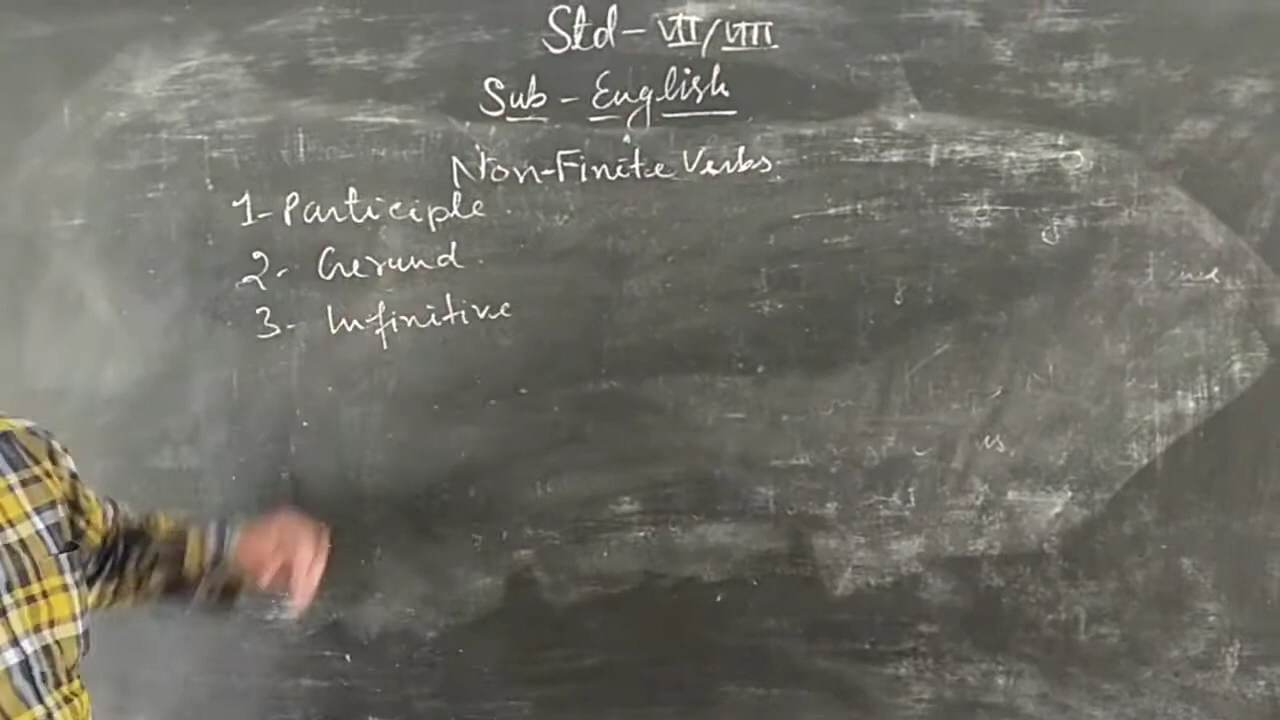 Std - VII/VIII
Sub - English
Non-Finite Verbs.
1- Participle.
2- Gerund.
3- Infinitive